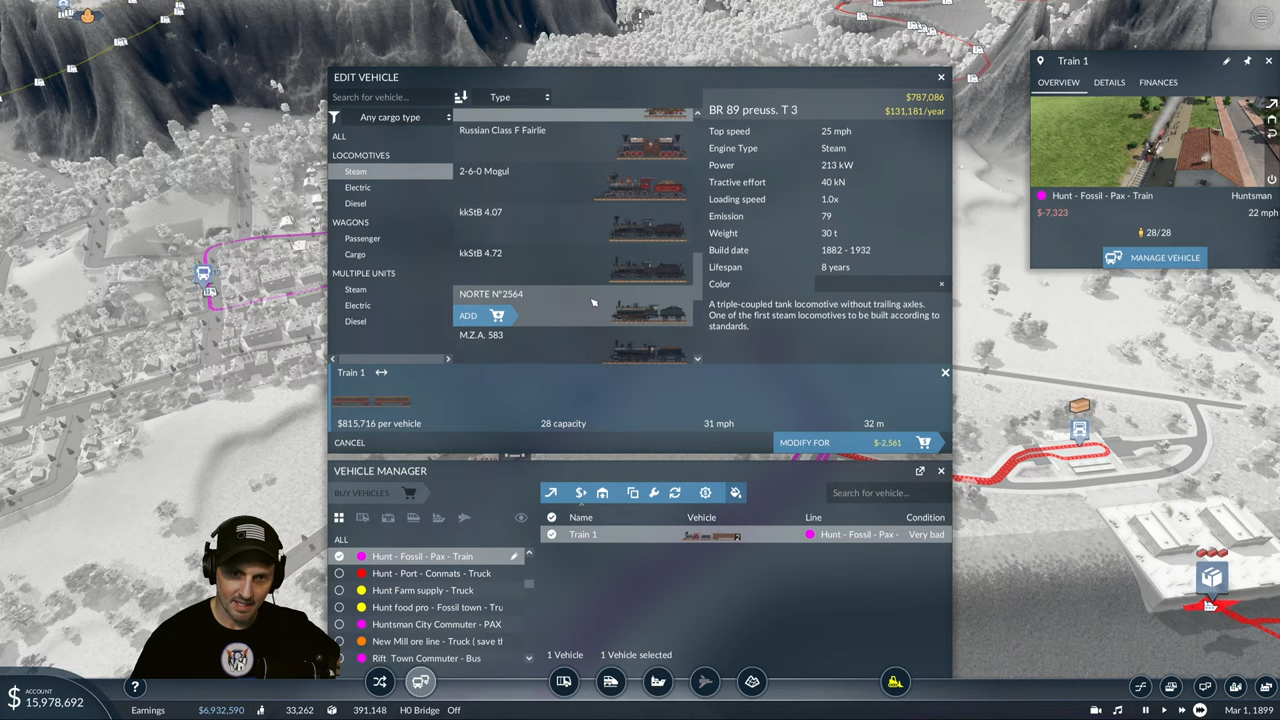 EDIT VEHICLE
Search for vehicle...
Type
Any cargo type
ALL
LOCOMOTIVES
Steam
Electric
Diesel
WAGONS
Passenger
Cargo
MULTIPLE UNITS
Steam
Electric
Diesel
Russian Class F Fairlie
2-6-0 Mogul
kkStB 4.07
kkStB 4.72
NORTE N°2564
ADD
M.Z.A. 583
$787,086
BR 89 preuss. T 3
$131,181/year
Top speed 25 mph
Engine Type Steam
Power 213 kW
Tractive effort 40 kN
Loading speed 1.0x
Emission 79
Weight 30 t
Build date 1882 - 1932
Lifespan 8 years
Color
A triple-coupled tank locomotive without trailing axles.
One of the first steam locomotives to be built according to
standards.
Train 1
$815,716 per vehicle 28 capacity 31 mph 32 m
CANCEL
MODIFY FOR $-2,561
VEHICLE MANAGER
BUY VEHICLES
Search for vehicle...
ALL
Hunt - Fossil - Pax - Train
Hunt - Port - Conmats - Truck
Hunt Farm supply - Truck
Hunt food pro - Fossil town - Tru
Huntsman City Commuter - PAX
New Mill ore line - Truck ( save th
Rift Town Commuter - Bus
Name Vehicle Line Condition
Train 1 2 Hunt - Fossil - Pax - Very bad
1 Vehicle 1 Vehicle selected
Train 1
OVERVIEW DETAILS FINANCES
Hunt - Fossil - Pax - Train Huntsman
$-7,323 22 mph
28/28
MANAGE VEHICLE
$ ACCOUNT
15,978,692
?
Earnings $6,932,590 33,262 391,148 H0 Bridge Off
Mar 1, 1899